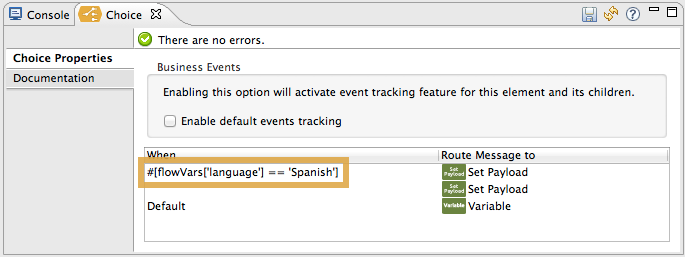 Console Choice
There are no errors.
Choice Properties
Documentation
Business Events
Enabling this option will activate event tracking feature for this element and its children.
Enable default events tracking
When Route Message to
#[flowVars['language'] == 'Spanish'] Set Payload Set Payload
Set Payload Set Payload
Default Variable Variable